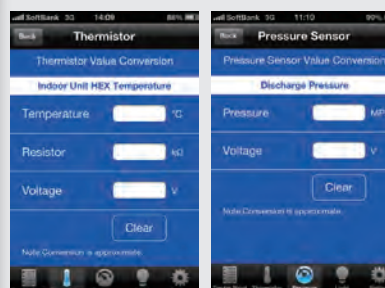 SoftBank 3G 14:09 86%
Back Thermistor
Thermistor Value Conversion
Indoor Unit HEX Temperature
Temperature °C
Resistor kΩ
Voltage V
Clear
Note:Conversion is approximate.
SoftBank 3G 11:10 90%
Back Pressure Sensor
Pressure Sensor Value Conversion
Discharge Pressure
Pressure MP
Voltage V
Clear
Note:Conversion is approximate.